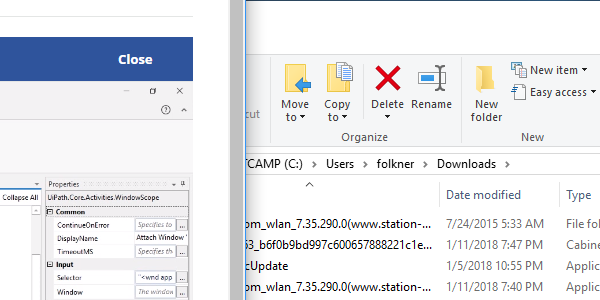 Close
Collapse All
Properties
UiPath.Core.Activities.WindowScope
Common
ContinueOnError Specifies to ...
DisplayName Attach Window '
TimeoutMS Specifies th ...
Input
Selector "<wnd app ...
Window The window ...
cut
Move to
Copy to
Delete
Rename
New folder
New item
Easy access
Organize
New
TCAMP (C:) > Users > folkner > Downloads >
Date modified Type
om_wlan_7.35.290.0(www.station-... 7/24/2015 5:33 AM File fol
53_b6f0b9bd997c600657888221c1e... 1/11/2018 7:47 PM Cabine
cUpdate 1/5/2018 10:55 PM Applic
om_wlan_7.35.290.0(www.station-... 1/11/2018 7:40 PM Applic